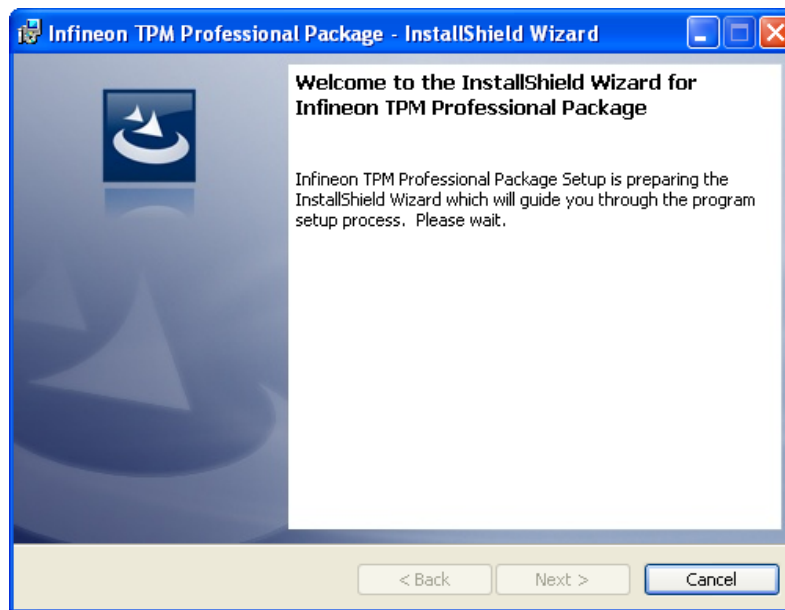 Infineon TPM Professional Package - InstallShield Wizard
Welcome to the InstallShield Wizard for
Infineon TPM Professional Package
Infineon TPM Professional Package Setup is preparing the
InstallShield Wizard which will guide you through the program
setup process.  Please wait.
< Back
Next >
Cancel